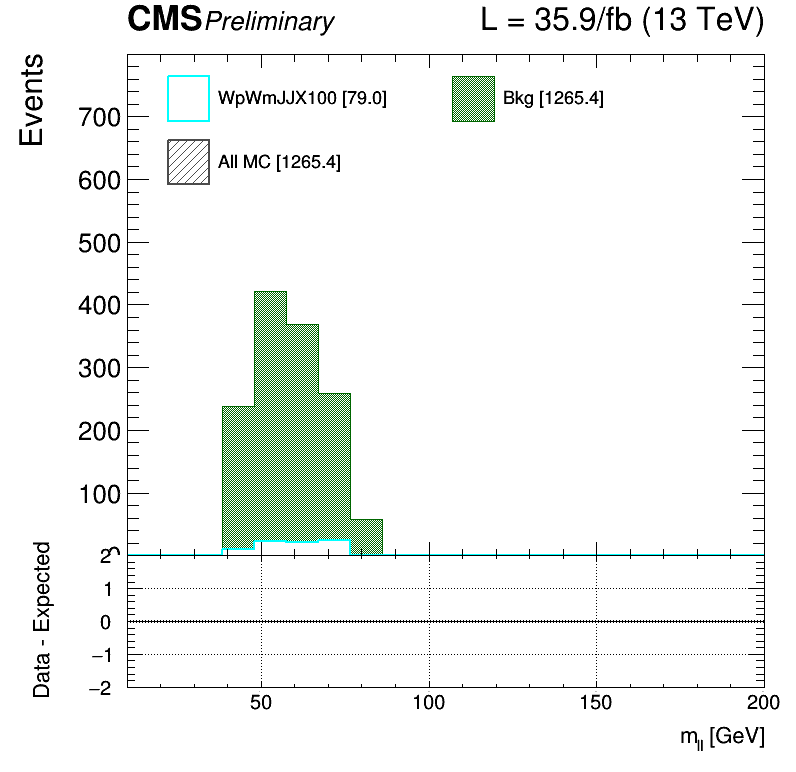 CMS Preliminary L = 35.9/fb (13 TeV)
Events
WpWmJJX100 [79.0]
Bkg [1265.4]
All MC [1265.4]
700
600
500
400
300
200
100
0
Data - Expected
2
1
0
−1
−2
50 100 150 200
m_ll [GeV]